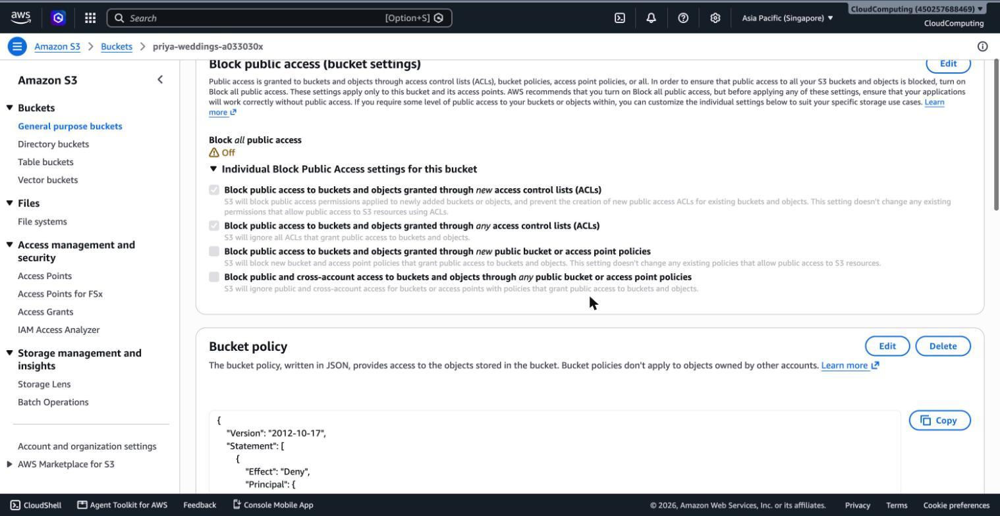 aws
Search
[Option+S]
Asia Pacific (Singapore)
CloudComputing (450257688469)
CloudComputing
Amazon S3
Buckets
priya-weddings-a033030x
Amazon S3
Buckets
General purpose buckets
Directory buckets
Table buckets
Vector buckets
Files
File systems
Access management and
security
Access Points
Access Points for FSx
Access Grants
IAM Access Analyzer
Storage management and
insights
Storage Lens
Batch Operations
Account and organization settings
AWS Marketplace for S3
Block public access (bucket settings)
Edit
Public access is granted to buckets and objects through access control lists (ACLs), bucket policies, access point policies, or all. In order to ensure that public access to all your S3 buckets and objects is blocked, turn on
Block all public access. These settings apply only to this bucket and its access points. AWS recommends that you turn on Block all public access, but before applying any of these settings, ensure that your applications
will work correctly without public access. If you require some level of public access to your buckets or objects within, you can customize the individual settings below to suit your specific storage use cases. Learn
more
Block all public access
Off
Individual Block Public Access settings for this bucket
Block public access to buckets and objects granted through new access control lists (ACLs)
S3 will block public access permissions applied to newly added buckets or objects, and prevent the creation of new public access ACLs for existing buckets and objects. This setting doesn't change any existing
permissions that allow public access to S3 resources using ACLs.
Block public access to buckets and objects granted through any access control lists (ACLs)
S3 will ignore all ACLs that grant public access to buckets and objects.
Block public access to buckets and objects granted through new public bucket or access point policies
S3 will block new bucket and access point policies that grant public access to buckets and objects. This setting doesn't change any existing policies that allow public access to S3 resources.
Block public and cross-account access to buckets and objects through any public bucket or access point policies
S3 will ignore public and cross-account access for buckets or access points with policies that grant public access to buckets and objects.
Bucket policy
Edit
Delete
The bucket policy, written in JSON, provides access to the objects stored in the bucket. Bucket policies don't apply to objects owned by other accounts. Learn more
Copy
{
"Version": "2012-10-17",
"Statement": [
{
"Effect": "Deny",
"Principal": {
CloudShell
Agent Toolkit for AWS
Feedback
Console Mobile App
© 2026, Amazon Web Services, Inc. or its affiliates.
Privacy
Terms
Cookie preferences